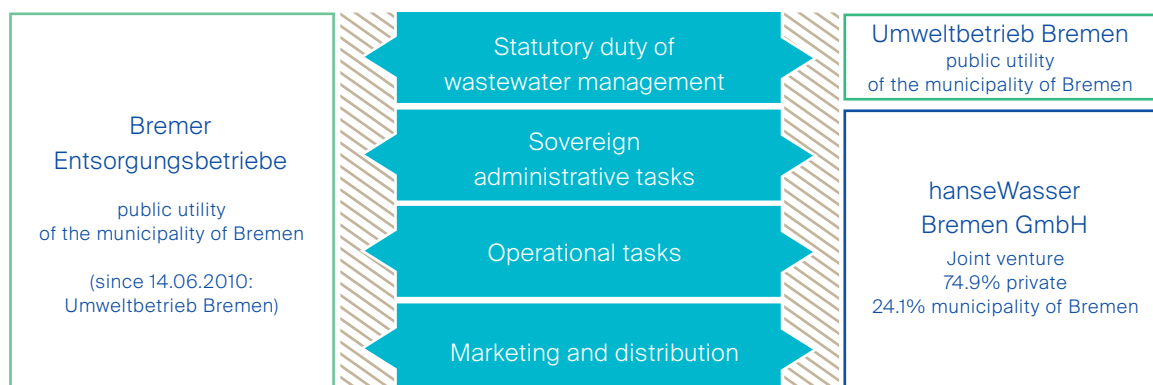 Bremer
Entsorgungsbetriebe
public utility
of the municipality of Bremen
(since 14.06.2010:
Umweltbetrieb Bremen)
Statutory duty of
wastewater management
Sovereign
administrative tasks
Operational tasks
Marketing and distribution
Umweltbetrieb Bremen
public utility
of the municipality of Bremen
hanseWasser
Bremen GmbH
Joint venture
74.9% private
24.1% municipality of Bremen